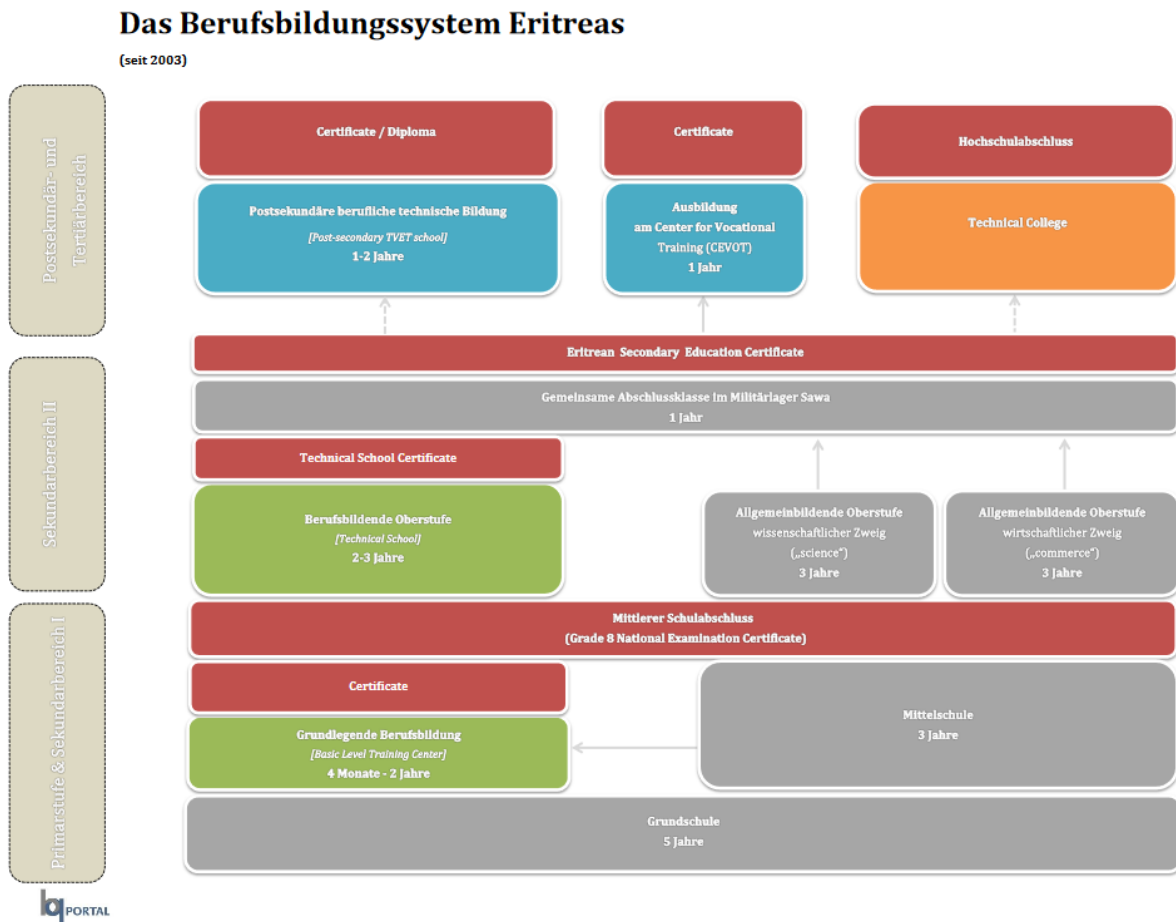 Das Berufsbildungssystem Eritreas
(seit 2003)
Postsekundär- und
Tertiärbereich
Certificate / Diploma
Certificate
Hochschulabschluss
Postsekundäre berufliche technische Bildung
[Post-secondary TVET school]
1-2 Jahre
Ausbildung
am Center for Vocational
Training (CEVOT)
1 Jahr
Technical College
Eritrean Secondary Education Certificate
Sekundarbereich II
Gemeinsame Abschlussklasse im Militärlager Sawa
1 Jahr
Technical School Certificate
Berufsbildende Oberstufe
[Technical School]
2-3 Jahre
Allgemeinbildende Oberstufe
wissenschaftlicher Zweig
(„science“)
3 Jahre
Allgemeinbildende Oberstufe
wirtschaftlicher Zweig
(„commerce“)
3 Jahre
Primarstufe & Sekundarbereich I
Mittlerer Schulabschluss
(Grade 8 National Examination Certificate)
Certificate
Grundlegende Berufsbildung
[Basic Level Training Center]
4 Monate - 2 Jahre
Mittelschule
3 Jahre
Grundschule
5 Jahre
bq PORTAL